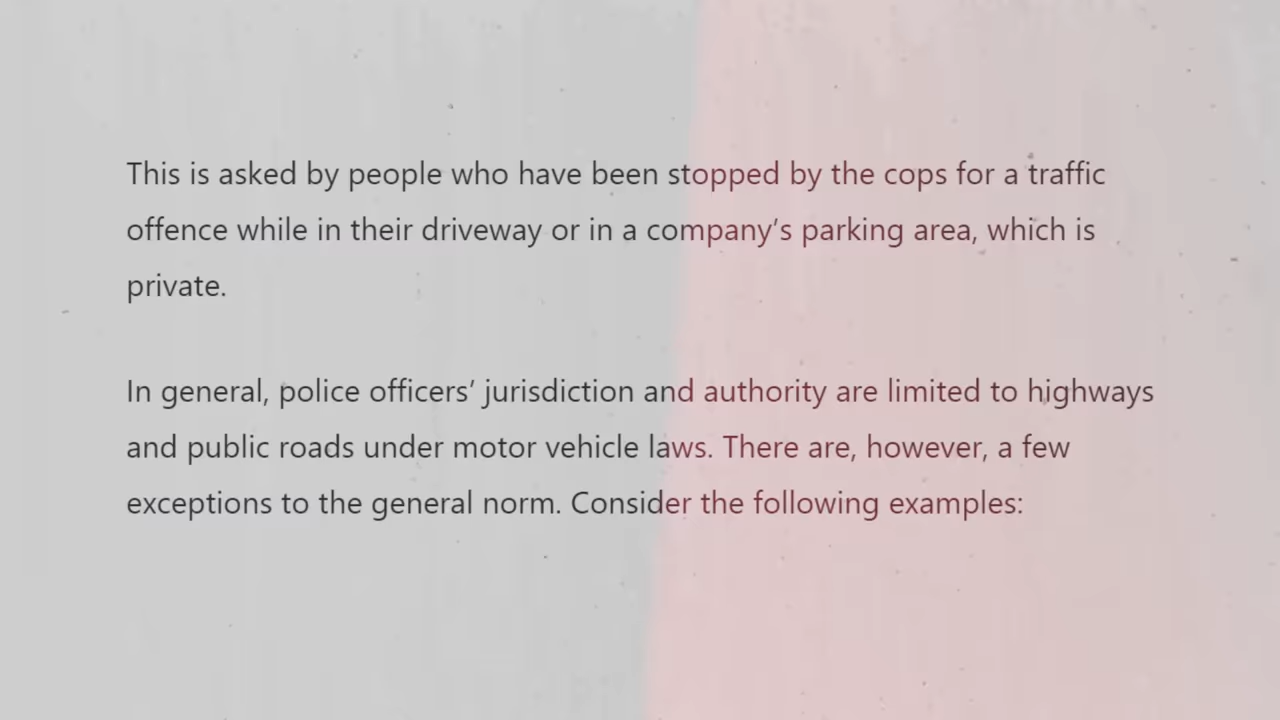 This is asked by people who have been stopped by the cops for a traffic
offence while in their driveway or in a company’s parking area, which is
private.
In general, police officers’ jurisdiction and authority are limited to highways
and public roads under motor vehicle laws. There are, however, a few
exceptions to the general norm. Consider the following examples: